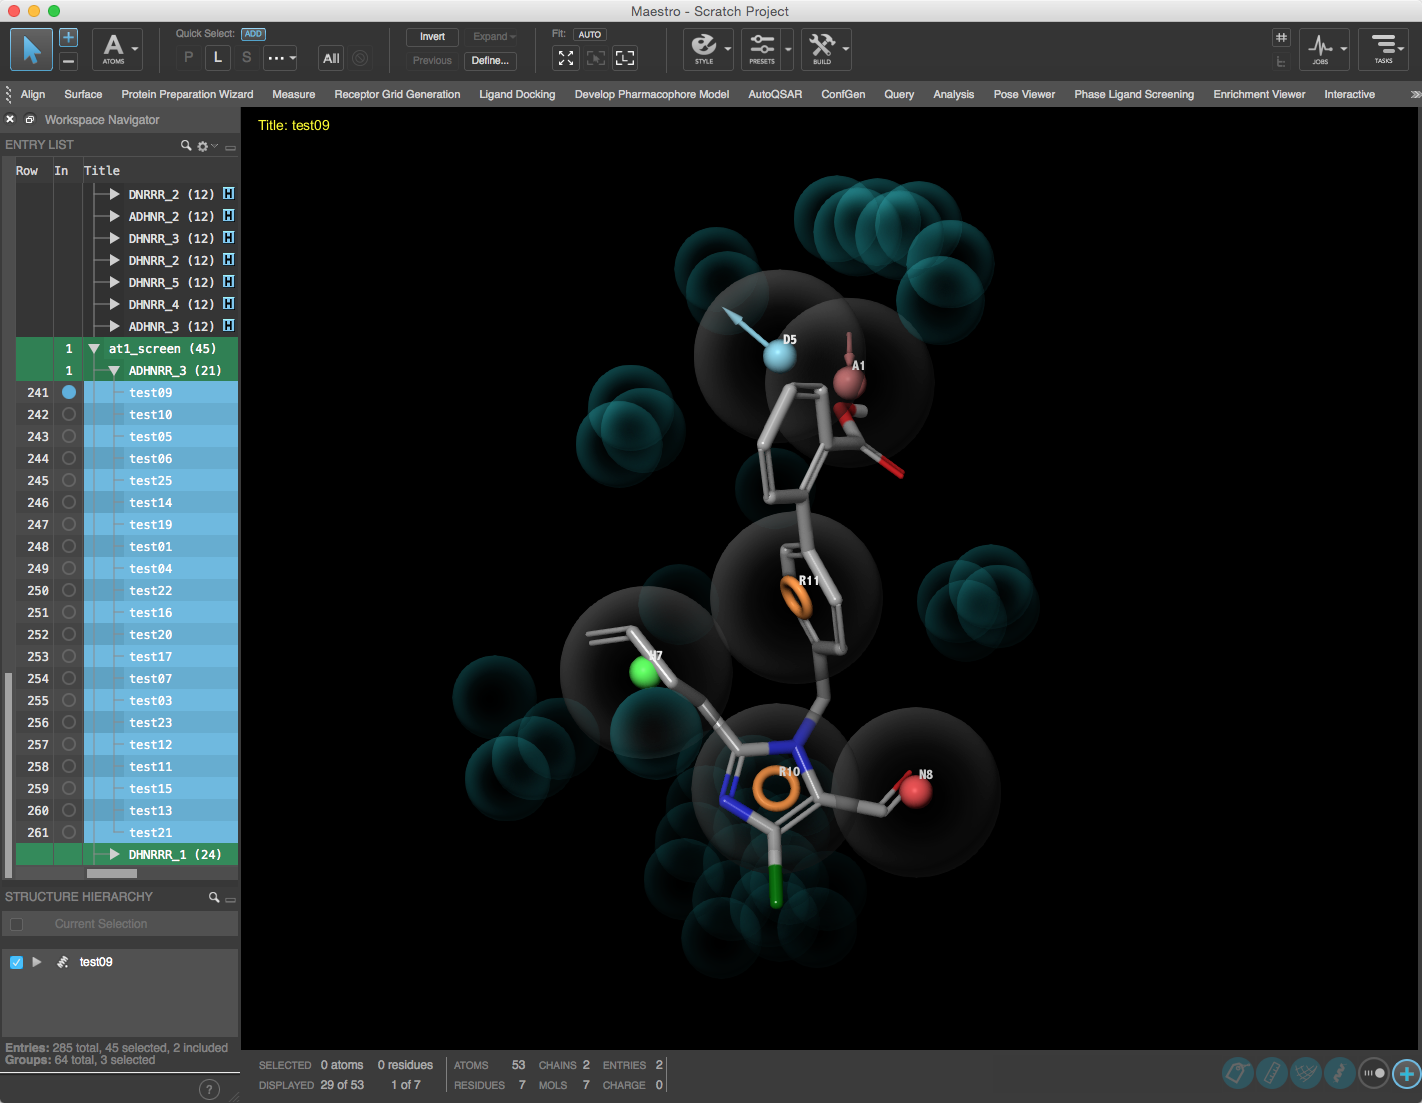 Maestro - Scratch Project
Quick Select: ADD
Invert
Expand
Fit: AUTO
A
ATOMS
P
L
S
...
All
Previous
Define...
STYLE
PRESETS
BUILD
JOBS
TASKS
Align
Surface
Protein Preparation Wizard
Measure
Receptor Grid Generation
Ligand Docking
Develop Pharmacophore Model
AutoQSAR
ConfGen
Query
Analysis
Pose Viewer
Phase Ligand Screening
Enrichment Viewer
Interactive
Workspace Navigator
Title: test09
ENTRY LIST
Row In Title
DNRRR_2 (12) H
ADHNR_2 (12) H
DHNRR_3 (12) H
DHNRR_2 (12) H
DHNRR_5 (12) H
DHNRR_4 (12) H
ADHNR_3 (12) H
1 at1_screen (45)
1 ADHNRR_3 (21)
241 test09
242 test10
243 test05
244 test06
245 test25
246 test14
247 test19
248 test01
249 test04
250 test22
251 test16
252 test20
253 test17
254 test07
255 test03
256 test23
257 test12
258 test11
259 test15
260 test13
261 test21
DHNRRR_1 (24)
D5
A1
R11
H7
R10
N8
STRUCTURE HIERARCHY
Current Selection
test09
Entries: 285 total, 45 selected, 2 included
Groups: 64 total, 3 selected
?
SELECTED 0 atoms 0 residues ATOMS 53 CHAINS 2 ENTRIES 2
DISPLAYED 29 of 53 1 of 7 RESIDUES 7 MOLS 7 CHARGE 0